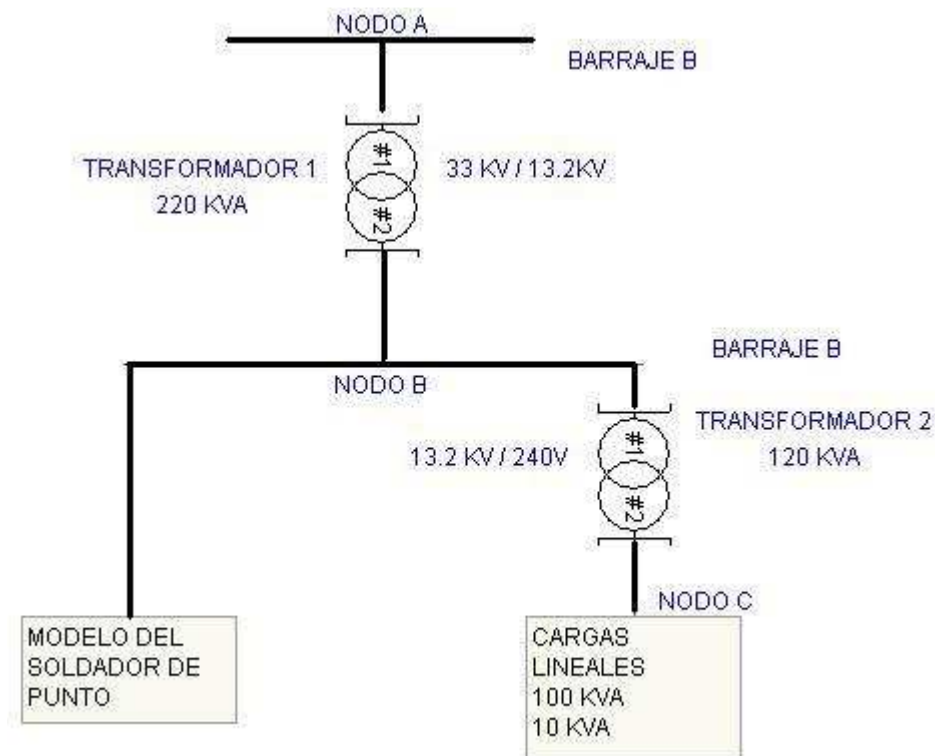 NODO A
BARRAJE B
TRANSFORMADOR 1
220 KVA
33 KV / 13.2KV
#1
#2
BARRAJE B
NODO B
TRANSFORMADOR 2
120 KVA
13.2 KV / 240V
#1
#2
NODO C
MODELO DEL
SOLDADOR DE
PUNTO
CARGAS
LINEALES
100 KVA
10 KVA